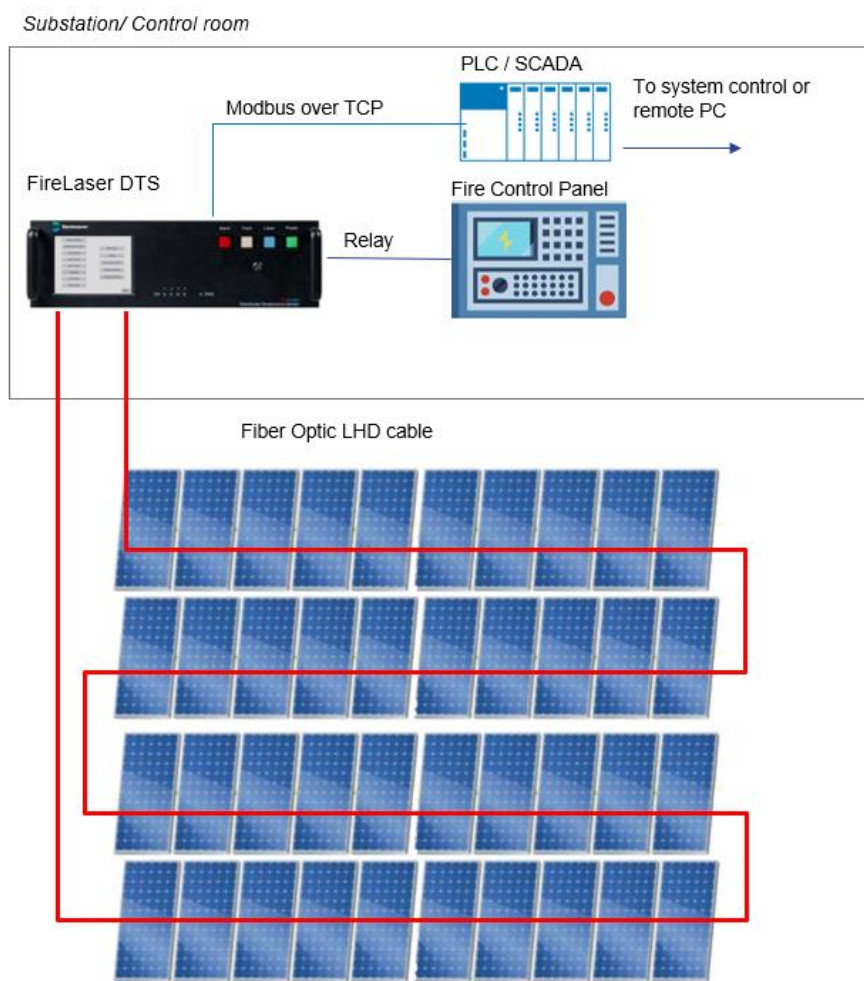 Substation/ Control room
PLC / SCADA
Modbus over TCP
To system control or
remote PC
FireLaser DTS
Fire Control Panel
Relay
Fiber Optic LHD cable